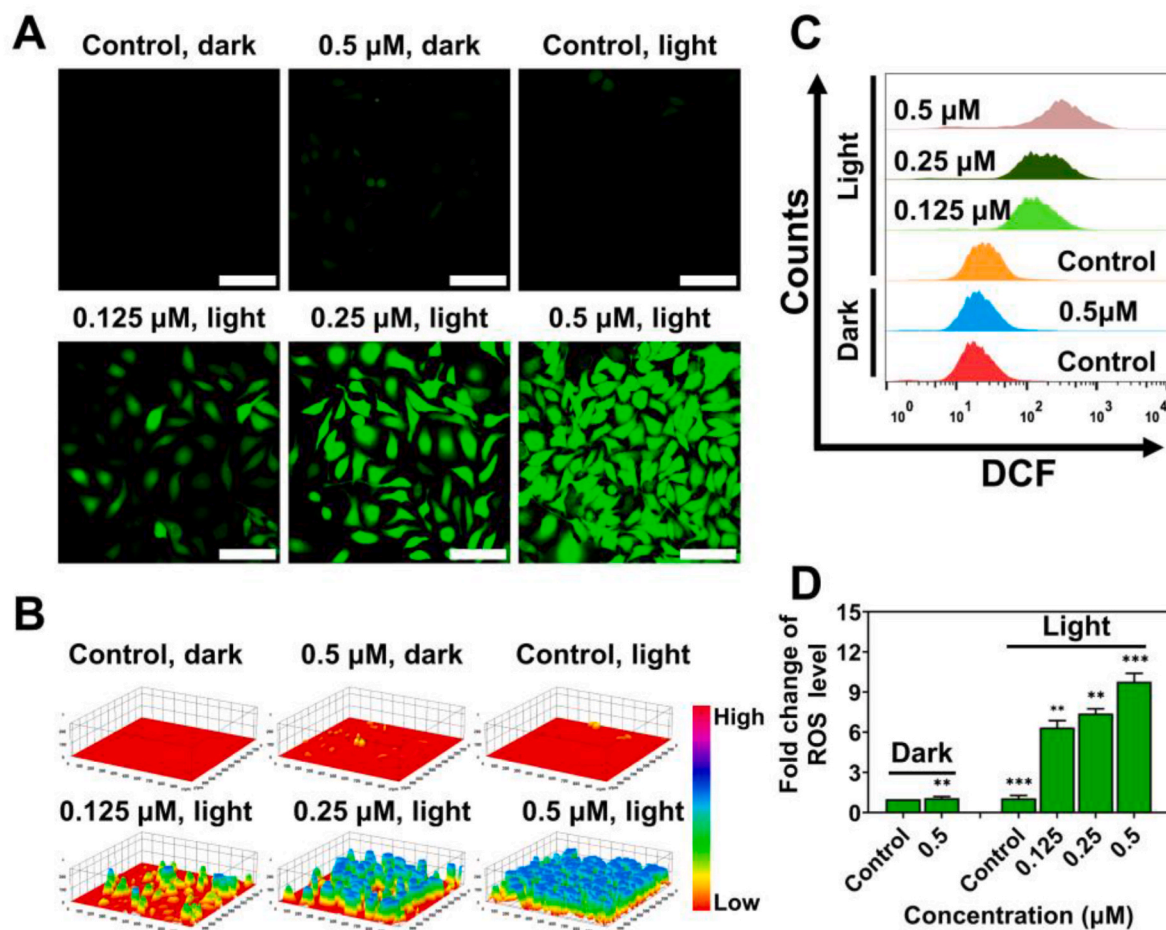 A
Control, dark
0.5 µM, dark
Control, light
0.125 µM, light
0.25 µM, light
0.5 µM, light
B
Control, dark
0.5 µM, dark
Control, light
0.125 µM, light
0.25 µM, light
0.5 µM, light
High
Low
C
Counts
Light
Dark
0.5 µM
0.25 µM
0.125 µM
Control
0.5µM
Control
10⁰ 10¹ 10² 10³ 10⁴
DCF
D
Fold change of
ROS level
15
12
9
6
3
0
Dark
Light
**
***
**
**
***
Control
0.5
Control
0.125
0.25
0.5
Concentration (µM)